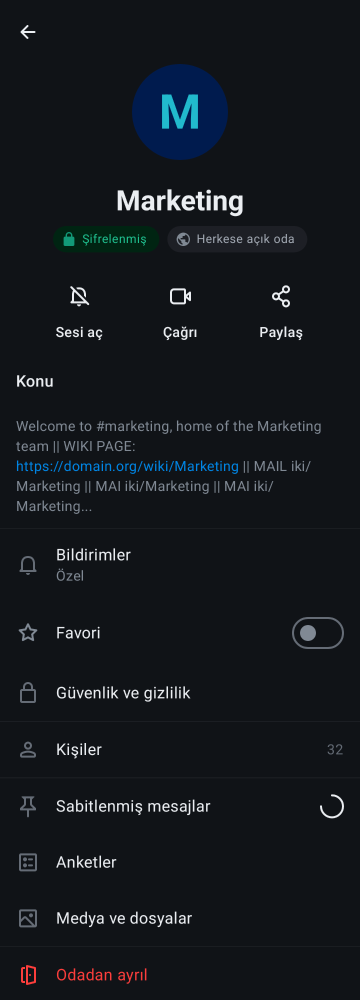 M
Marketing
Şifrelenmiş
Herkese açık oda
Sesi aç
Çağrı
Paylaş
Konu
Welcome to #marketing, home of the Marketing
team || WIKI PAGE:
https://domain.org/wiki/Marketing || MAIL iki/
Marketing || MAI iki/Marketing || MAI iki/
Marketing...
Bildirimler
Özel
Favori
Güvenlik ve gizlilik
Kişiler 32
Sabitlenmiş mesajlar
Anketler
Medya ve dosyalar
Odadan ayrıl